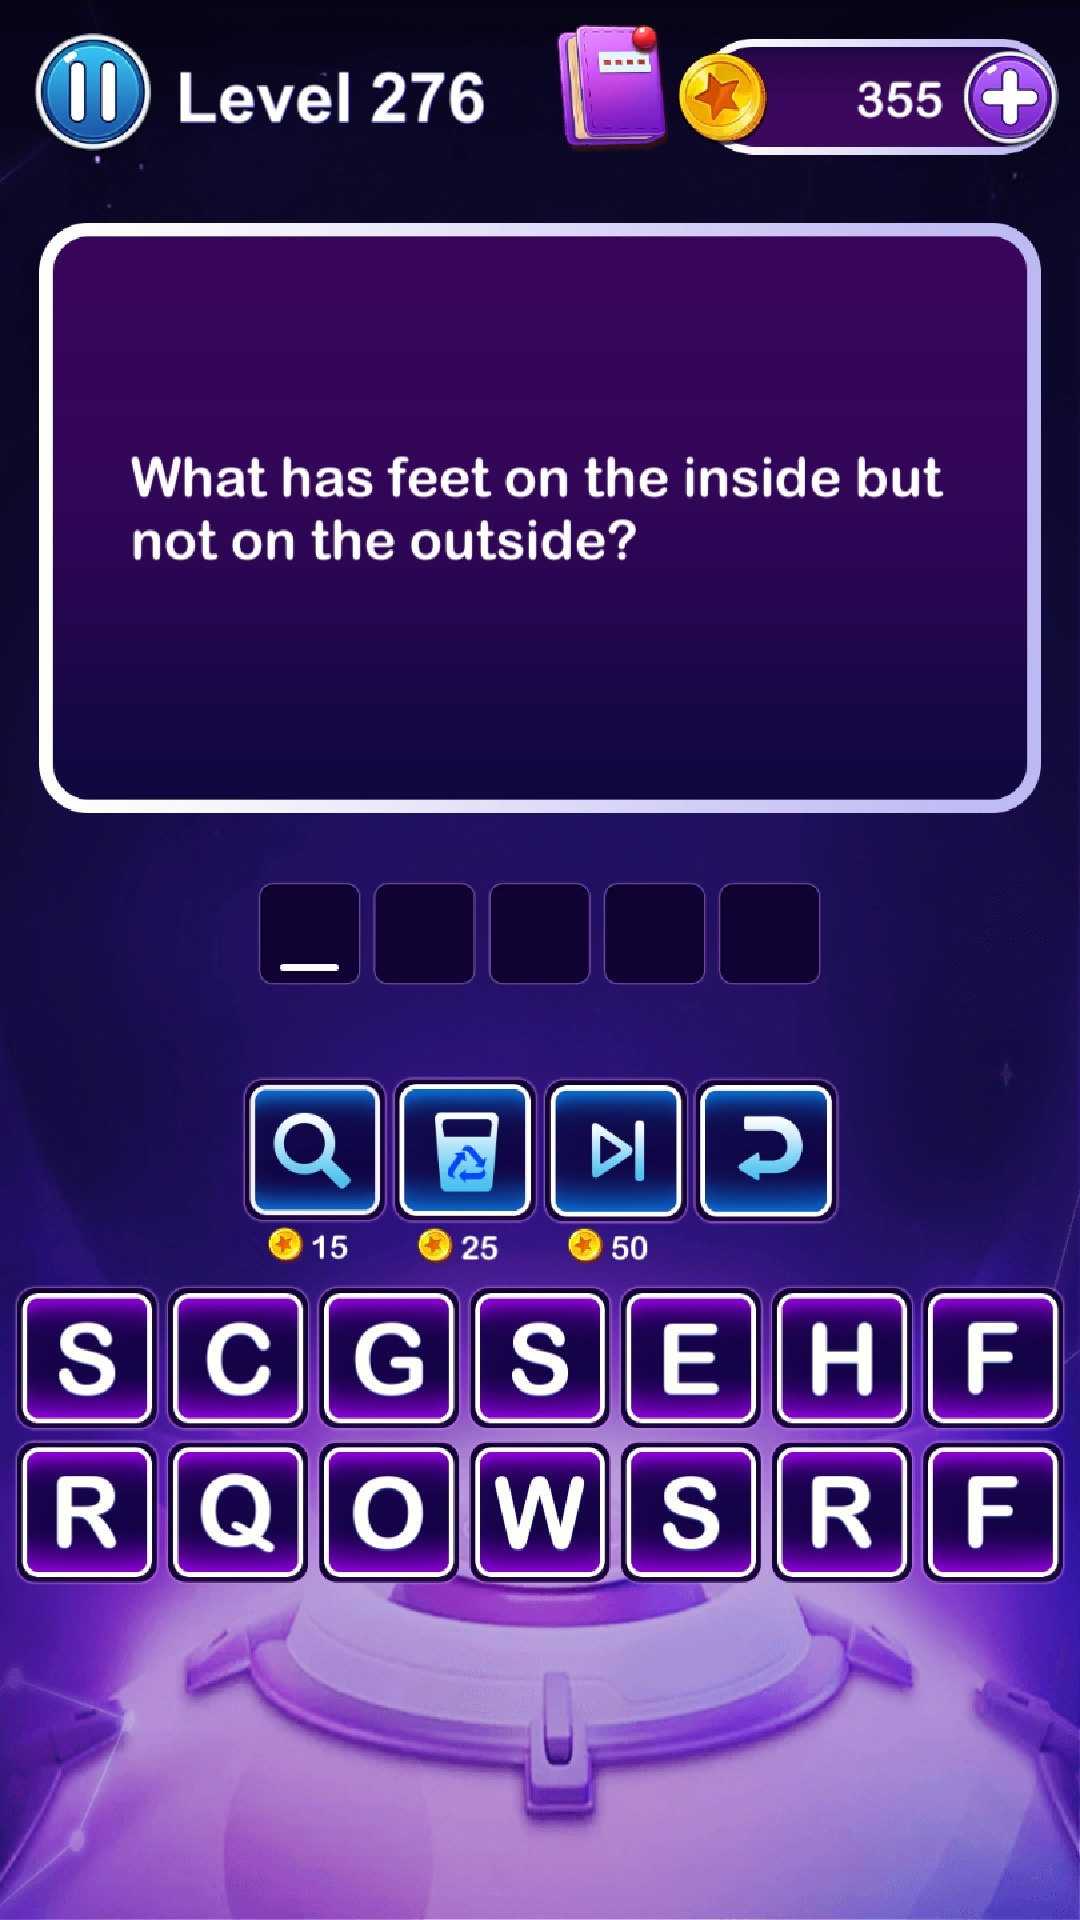 Level 276
355
What has feet on the inside but
not on the outside?
15 25 50
S C G S E H F
R Q O W S R F